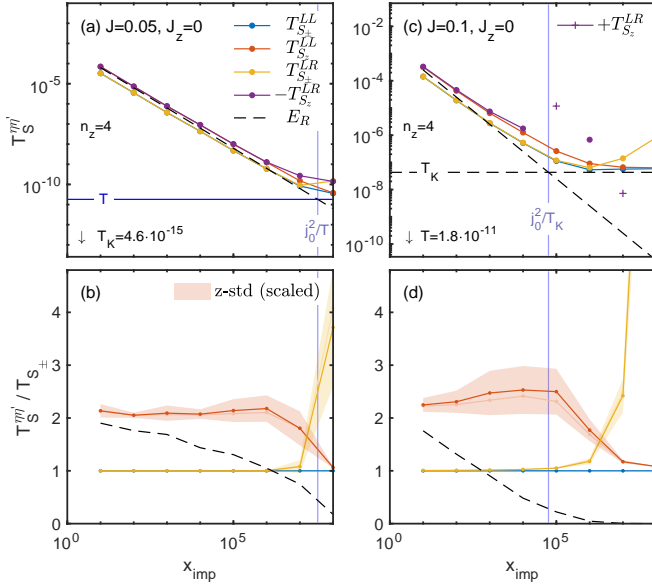 (a) J=0.05, J_z=0
T_{S_±}^{LL}
T_{S_z}^{LL}
T_{S_±}^{LR}
−T_{S_z}^{LR}
E_R
n_z=4
T
j_0^2/T
↓ T_K=4.6·10^{-15}
10^{-5}
10^{-10}
T_S^{ηη'}
(c) J=0.1, J_z=0
+T_{S_z}^{LR}
n_z=4
T_K
j_0^2/T_K
↓ T=1.8·10^{-11}
10^{-2}
10^{-4}
10^{-6}
10^{-8}
10^{-10}
(b)
z-std (scaled)
4
3
2
1
0
T_S^{ηη'} / T_{S_±}
10^0
10^5
x_{imp}
(d)
10^0
10^5
x_{imp}